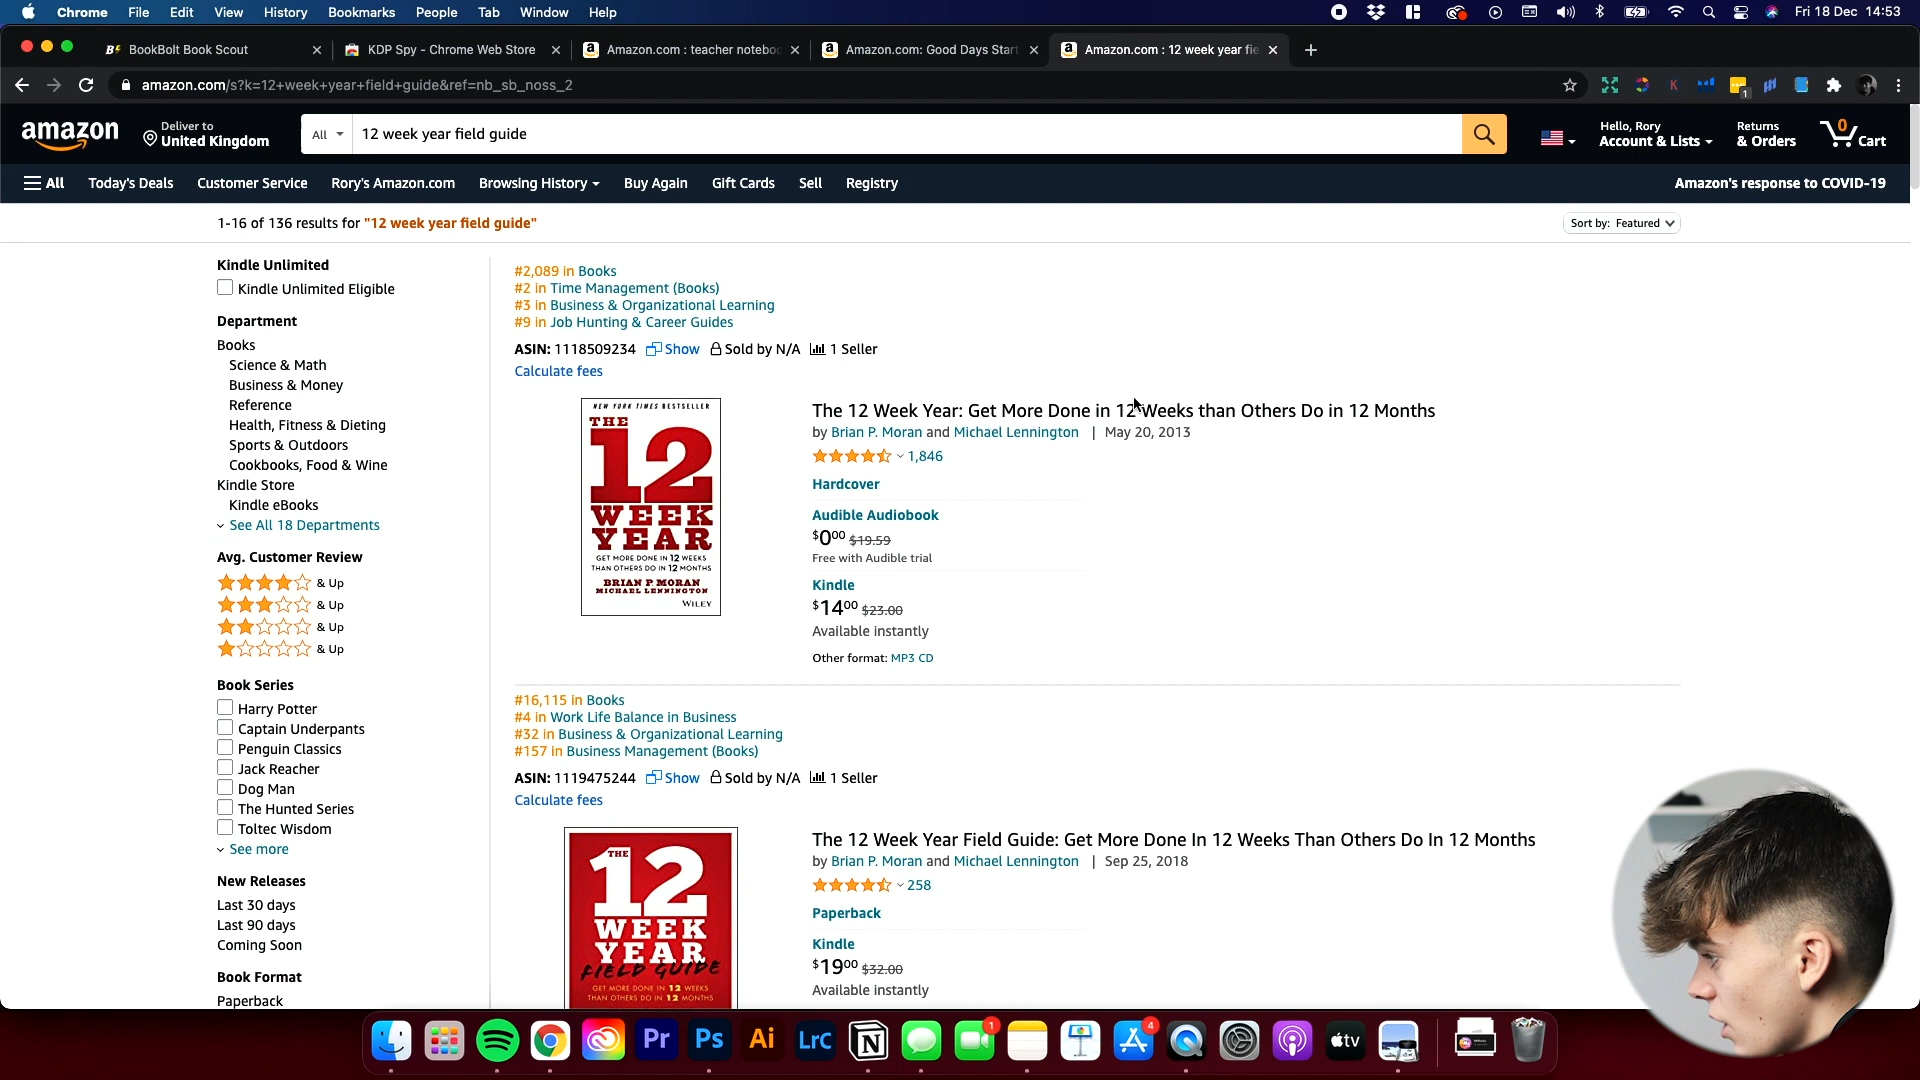 Chrome File Edit View History Bookmarks People Tab Window Help Fri 18 Dec 14:53
BookBolt Book Scout KDP Spy - Chrome Web Store Amazon.com : teacher noteboo Amazon.com: Good Days Start Amazon.com : 12 week year fie
amazon.com/s?k=12+week+year+field+guide&ref=nb_sb_noss_2
amazon
Deliver to
United Kingdom
All
12 week year field guide
Hello, Rory
Account & Lists
Returns
& Orders
0
Cart
All Today's Deals Customer Service Rory's Amazon.com Browsing History Buy Again Gift Cards Sell Registry
Amazon's response to COVID-19
1-16 of 136 results for "12 week year field guide"
Sort by: Featured
Kindle Unlimited
Kindle Unlimited Eligible
Department
Books
Science & Math
Business & Money
Reference
Health, Fitness & Dieting
Sports & Outdoors
Cookbooks, Food & Wine
Kindle Store
Kindle eBooks
See All 18 Departments
Avg. Customer Review
& Up
& Up
& Up
& Up
Book Series
Harry Potter
Captain Underpants
Penguin Classics
Jack Reacher
Dog Man
The Hunted Series
Toltec Wisdom
See more
New Releases
Last 30 days
Last 90 days
Coming Soon
Book Format
Paperback
#2,089 in Books
#2 in Time Management (Books)
#3 in Business & Organizational Learning
#9 in Job Hunting & Career Guides
ASIN: 1118509234 Show Sold by N/A 1 Seller
Calculate fees
NEW YORK TIMES BESTSELLER
THE
12
WEEK
YEAR
GET MORE DONE IN 12 WEEKS
THAN OTHERS DO IN 12 MONTHS
BRIAN P. MORAN
MICHAEL LENNINGTON
WILEY
The 12 Week Year: Get More Done in 12 Weeks than Others Do in 12 Months
by Brian P. Moran and Michael Lennington | May 20, 2013
1,846
Hardcover
Audible Audiobook
$0.00 $19.59
Free with Audible trial
Kindle
$14.00 $23.00
Available instantly
Other format: MP3 CD
#16,115 in Books
#4 in Work Life Balance in Business
#32 in Business & Organizational Learning
#157 in Business Management (Books)
ASIN: 1119475244 Show Sold by N/A 1 Seller
Calculate fees
THE
12
WEEK
YEAR
FIELD GUIDE
GET MORE DONE IN 12 WEEKS
THAN OTHERS DO IN 12 MONTHS
The 12 Week Year Field Guide: Get More Done In 12 Weeks Than Others Do In 12 Months
by Brian P. Moran and Michael Lennington | Sep 25, 2018
258
Paperback
Kindle
$19.00 $32.00
Available instantly
Pr Ps Ai LrC 1 4 tv